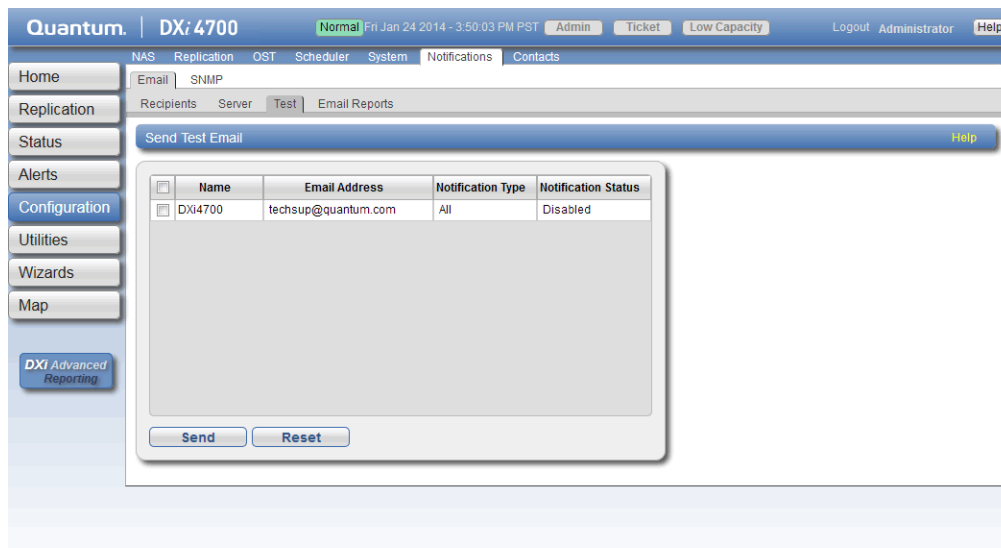 Quantum. | DXi 4700 Normal Fri Jan 24 2014 - 3:50:03 PM PST Admin Ticket Low Capacity Logout Administrator Help
NAS Replication OST Scheduler System Notifications Contacts
Home
Replication
Status
Alerts
Configuration
Utilities
Wizards
Map
DXi Advanced
Reporting
Email SNMP
Recipients Server Test Email Reports
Send Test Email Help
Name Email Address Notification Type Notification Status
DXi4700 techsup@quantum.com All Disabled
Send Reset